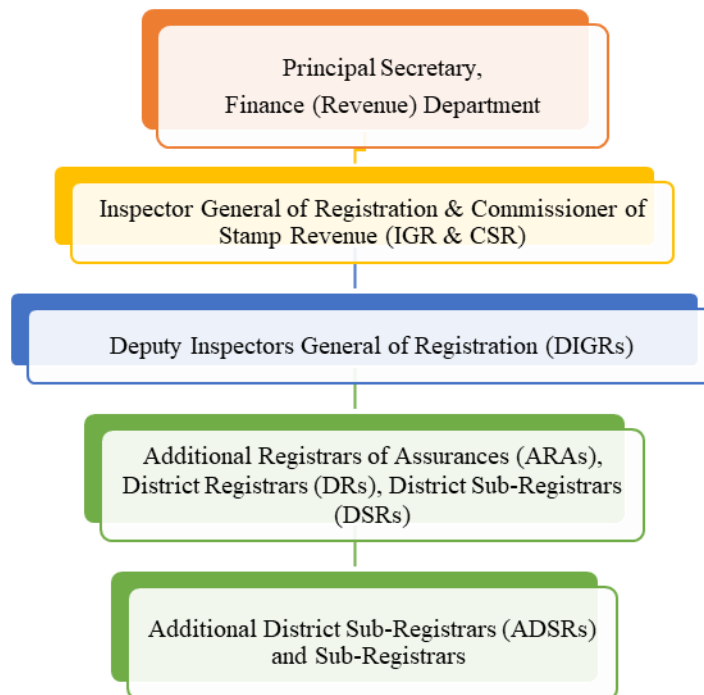 Principal Secretary,
Finance (Revenue) Department
Inspector General of Registration & Commissioner of
Stamp Revenue (IGR & CSR)
Deputy Inspectors General of Registration (DIGRs)
Additional Registrars of Assurances (ARAs),
District Registrars (DRs), District Sub-Registrars
(DSRs)
Additional District Sub-Registrars (ADSRs)
and Sub-Registrars